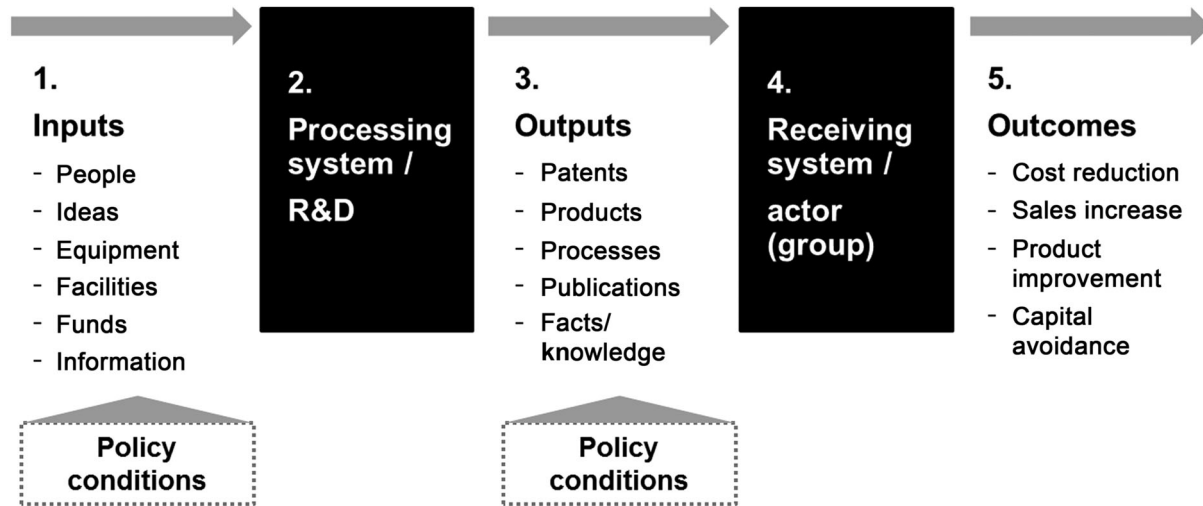 1.
Inputs
- People
- Ideas
- Equipment
- Facilities
- Funds
- Information
Policy
conditions
2.
Processing
system /
R&D
3.
Outputs
- Patents
- Products
- Processes
- Publications
- Facts/
knowledge
Policy
conditions
4.
Receiving
system /
actor
(group)
5.
Outcomes
- Cost reduction
- Sales increase
- Product
improvement
- Capital
avoidance